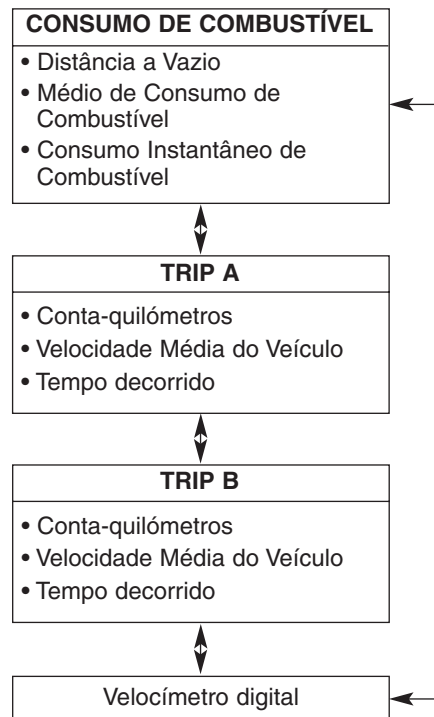 CONSUMO DE COMBUSTÍVEL
• Distância a Vazio
• Médio de Consumo de
Combustível
• Consumo Instantâneo de
Combustível
TRIP A
• Conta-quilómetros
• Velocidade Média do Veículo
• Tempo decorrido
TRIP B
• Conta-quilómetros
• Velocidade Média do Veículo
• Tempo decorrido
Velocímetro digital